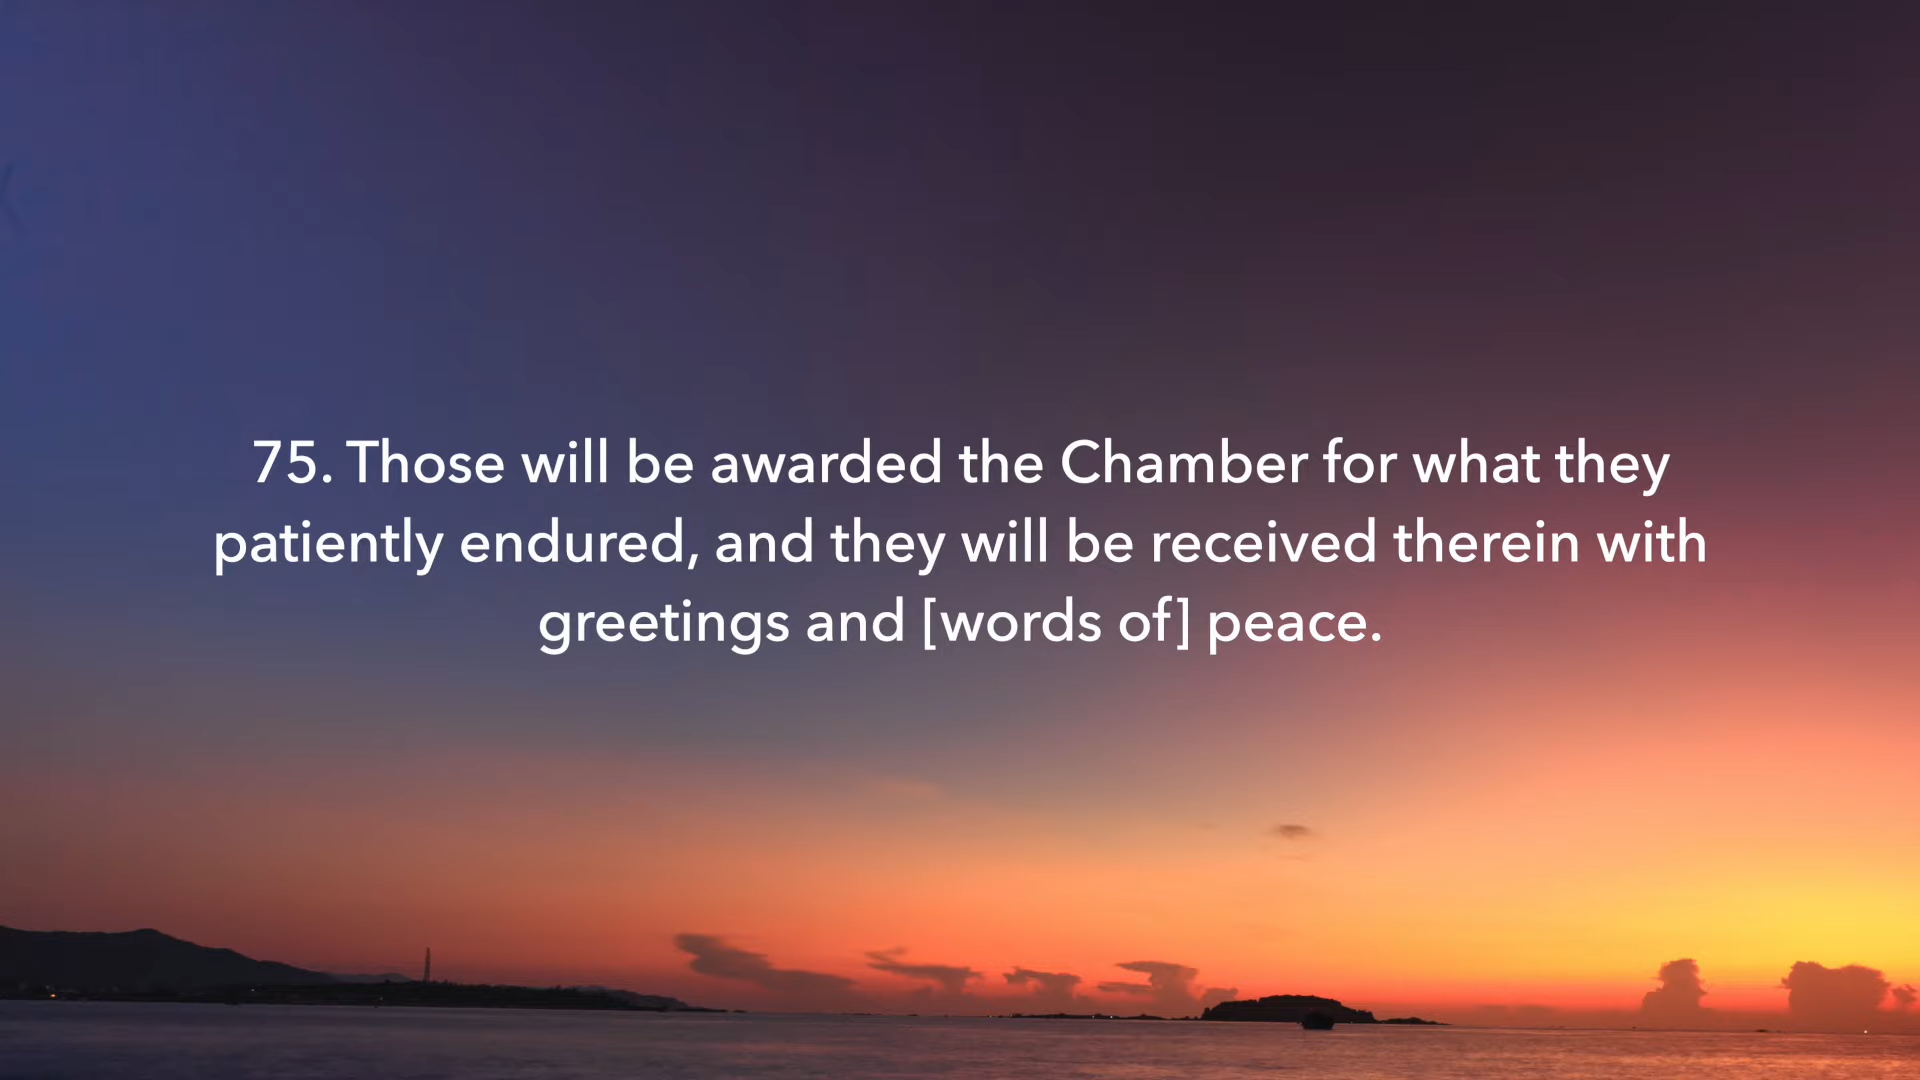 75. Those will be awarded the Chamber for what they
patiently endured, and they will be received therein with
greetings and [words of] peace.